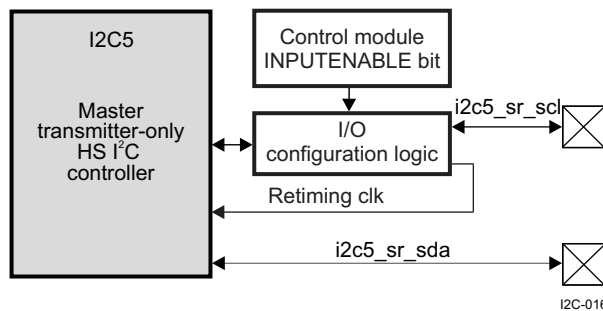 I2C5
Master
transmitter-only
HS I²C
controller
Control module
INPUTENABLE bit
I/O
configuration logic
i2c5_sr_scl
Retiming clk
i2c5_sr_sda
I2C-016